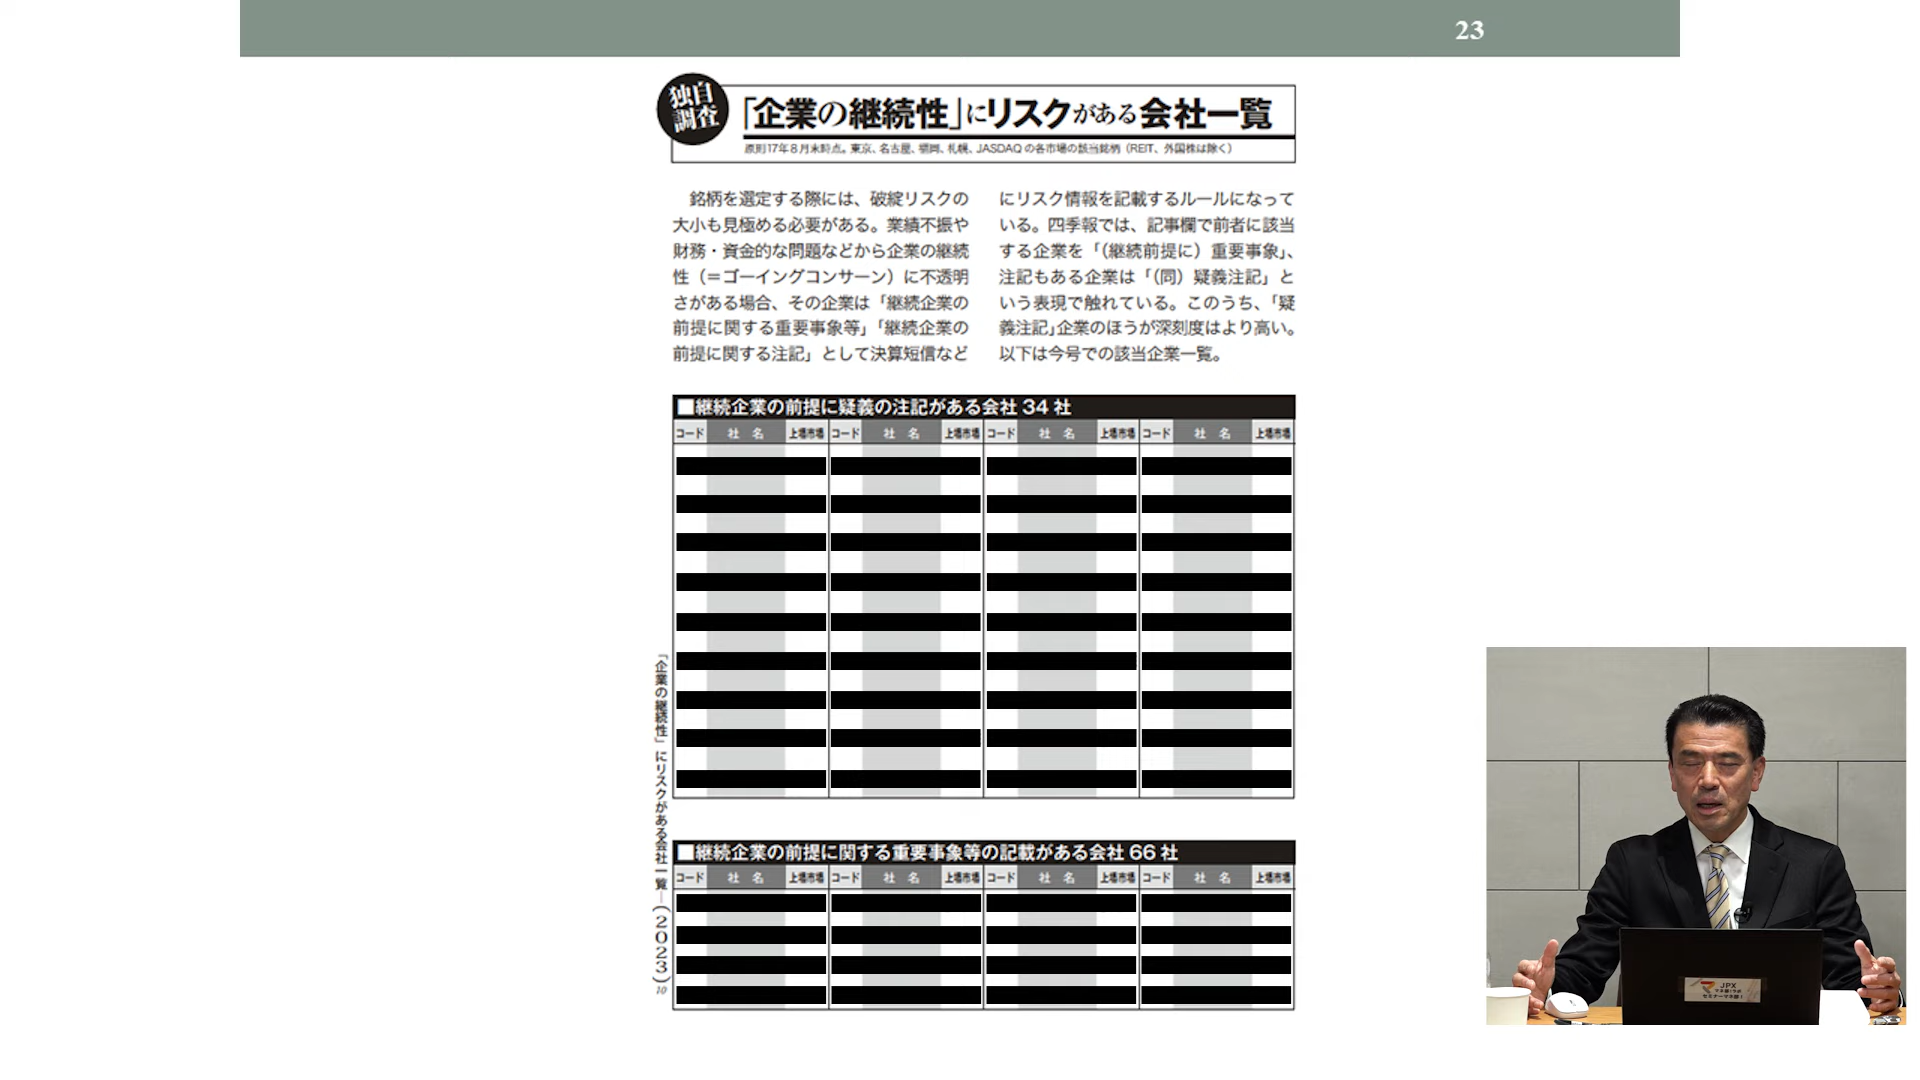 23
独自
調査
「企業の継続性」にリスクがある会社一覧
原則17年8月末時点。東京、名古屋、福岡、札幌、JASDAQの各市場の該当銘柄（REIT、外国株は除く）
銘柄を選定する際には、破綻リスクの
大小も見極める必要がある。業績不振や
財務・資金的な問題などから企業の継続
性（＝ゴーイングコンサーン）に不透明
さがある場合、その企業は「継続企業の
前提に関する重要事象等」「継続企業の
前提に関する注記」として決算短信など
にリスク情報を記載するルールになって
いる。四季報では、記事欄で前者に該当
する企業を「（継続前提に）重要事象」、
注記もある企業は「（同）疑義注記」と
いう表現で触れている。このうち、「疑
義注記」企業のほうが深刻度はより高い。
以下は今号での該当企業一覧。
■継続企業の前提に疑義の注記がある会社 34 社
コード 社 名 上場市場 コード 社 名 上場市場 コード 社 名 上場市場 コード 社 名 上場市場
■継続企業の前提に関する重要事象等の記載がある会社 66 社
コード 社 名 上場市場 コード 社 名 上場市場 コード 社 名 上場市場 コード 社 名 上場市場
「企業の継続性」にリスクがある会社一覧―(2023)
10
JPX
マネ部!ラボ
セミナーマネ部!